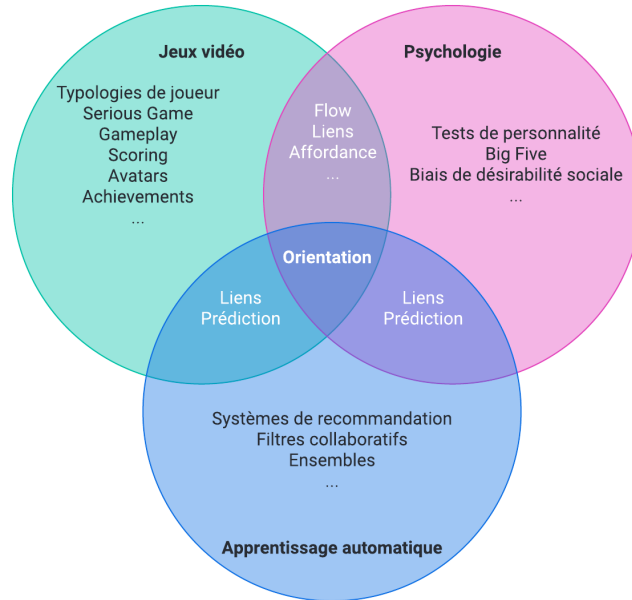 Jeux vidéo
Typologies de joueur
Serious Game
Gameplay
Scoring
Avatars
Achievements
...
Psychologie
Tests de personnalité
Big Five
Biais de désirabilité sociale
...
Flow
Liens
Affordance
...
Orientation
Liens
Prédiction
Liens
Prédiction
Systèmes de recommandation
Filtres collaboratifs
Ensembles
...
Apprentissage automatique